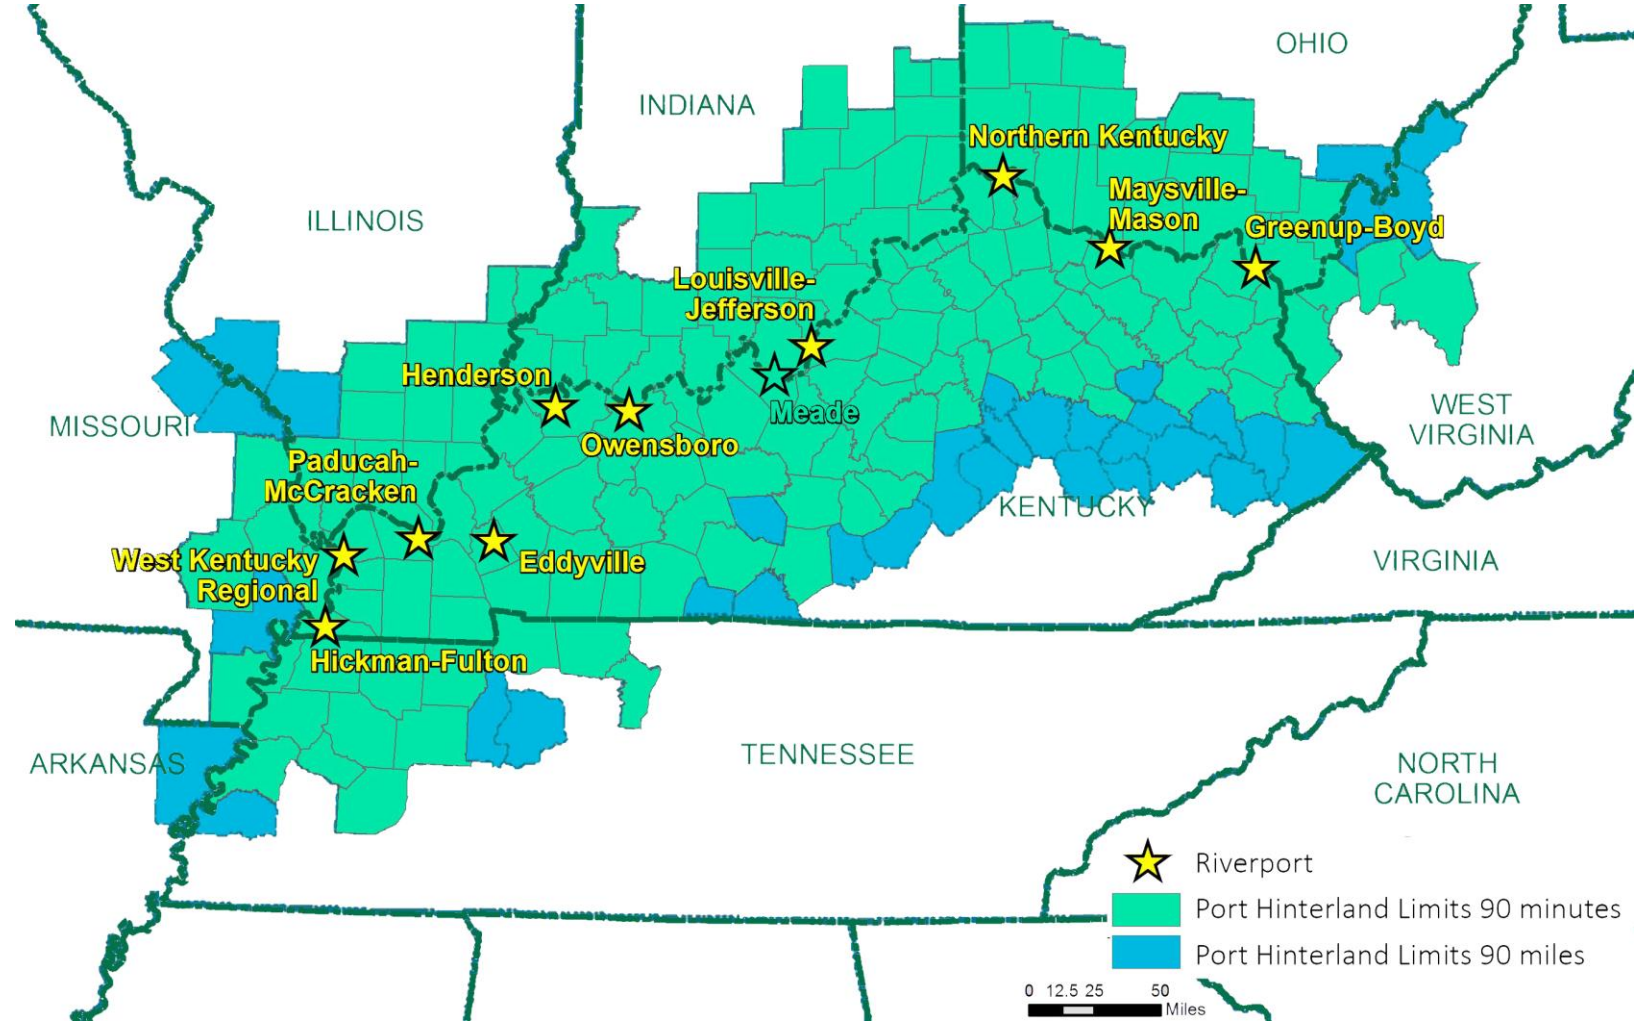 OHIO
INDIANA
Northern Kentucky
Maysville-
Mason
ILLINOIS
Greenup-Boyd
Louisville-
Jefferson
Henderson
Meade
WEST
VIRGINIA
MISSOURI
Owensboro
Paducah-
McCracken
KENTUCKY
West Kentucky
Regional
Eddyville
VIRGINIA
Hickman-Fulton
TENNESSEE
ARKANSAS
NORTH
CAROLINA
Riverport
Port Hinterland Limits 90 minutes
Port Hinterland Limits 90 miles
0 12.5 25 50
Miles